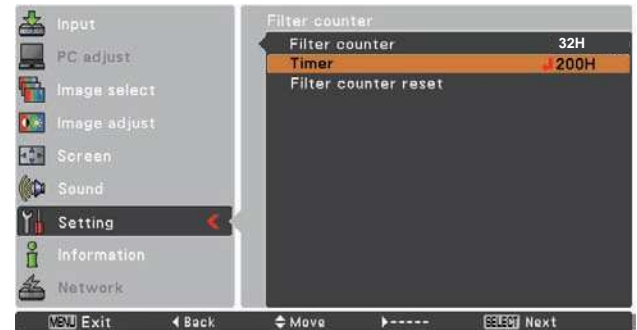 Input
PC adjust
Image select
Image adjust
Screen
Sound
Setting
Information
Network
Filter counter
Filter counter 32H
Timer 200H
Filter counter reset
MENU Exit Back Move ----- SELECT Next